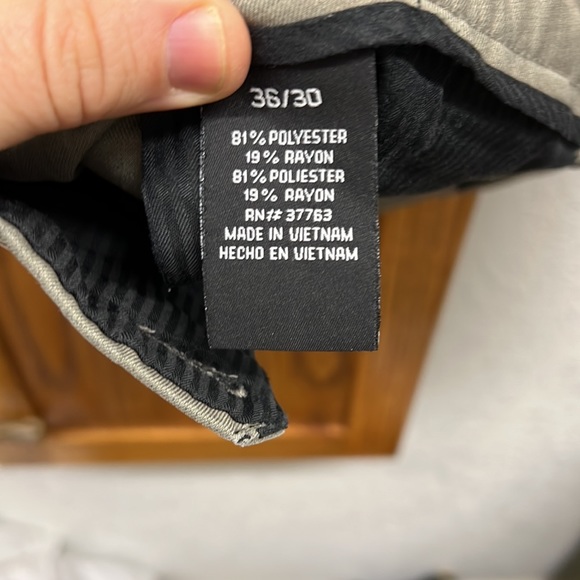 36/30
81% POLYESTER
19% RAYON
81% POLIESTER
19% RAYON
RN# 37763
MADE IN VIETNAM
HECHO EN VIETNAM